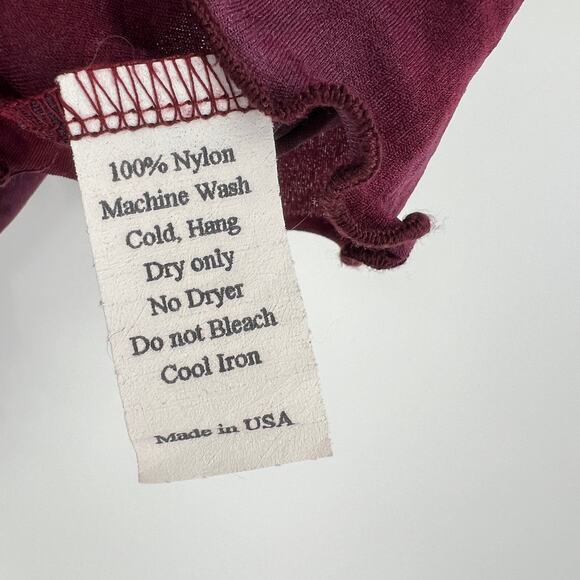 100% Nylon
Machine Wash
Cold, Hang
Dry only
No Dryer
Do not Bleach
Cool Iron
Made in USA